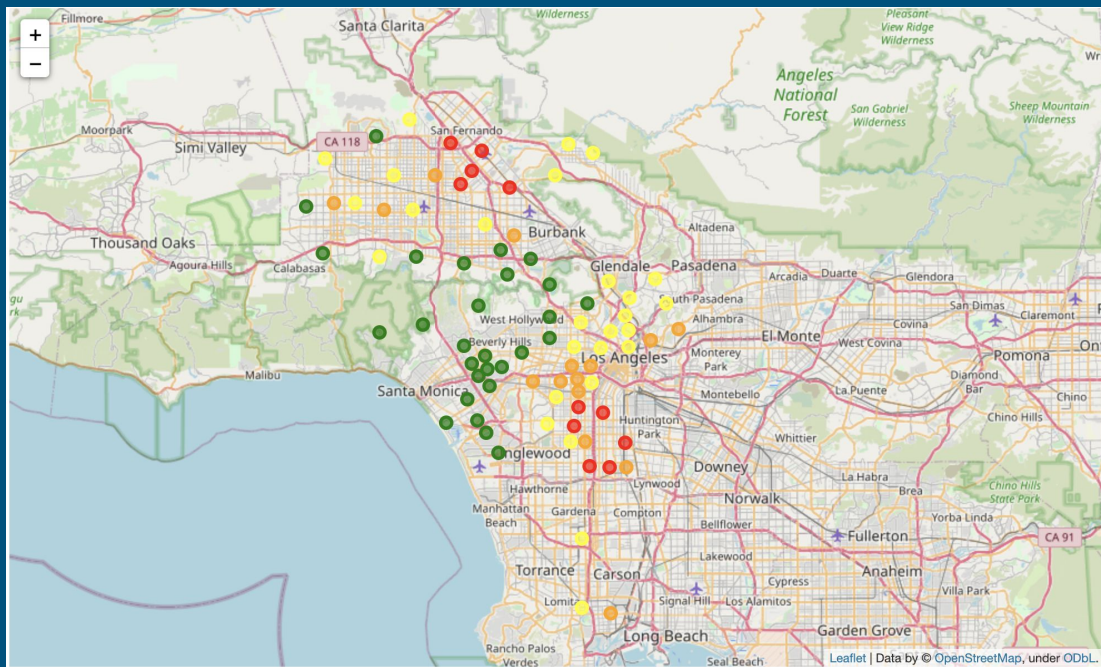 +
−
Fillmore
Santa Clarita
Wilderness
Pleasant
View Ridge
Wilderness
Angeles
National
Forest
San Gabriel
Wilderness
Sheep Mountain
Wilderness
Moorpark
Simi Valley
CA 118
San Fernando
Thousand Oaks
Agoura Hills
Calabasas
Burbank
Altadena
Glendale
Pasadena
Arcadia
Duarte
Glendora
South Pasadena
San Dimas
Claremont
West Hollywood
Alhambra
El Monte
Covina
Beverly Hills
Los Angeles
Monterey
Park
West Covina
Pomona
Malibu
Santa Monica
Montebello
La Puente
Diamond
Bar
Chino
Huntington
Park
Chino Hills
Whittier
Inglewood
Downey
La Habra
Chino Hills
State Park
Hawthorne
Lynwood
Norwalk
Brea
Manhattan
Beach
Gardena
Compton
Bellflower
Yorba Linda
Fullerton
CA 91
Lakewood
Torrance
Carson
Cypress
Anaheim
Villa Park
Lomita
Signal Hill
Los Alamitos
Long Beach
Garden Grove
Rancho Palos
Verdes
Seal Beach
Leaflet | Data by © OpenStreetMap, under ODbL.